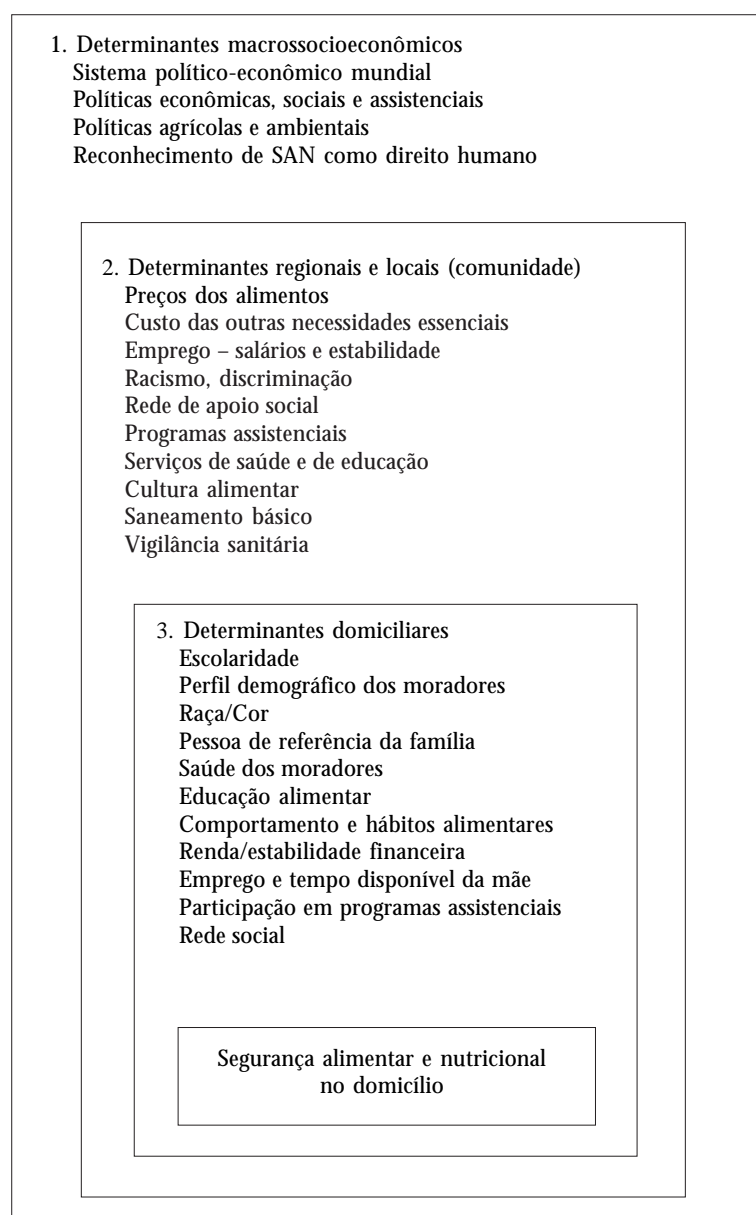 1. Determinantes macrossocioeconômicos
Sistema político-econômico mundial
Políticas econômicas, sociais e assistenciais
Políticas agrícolas e ambientais
Reconhecimento de SAN como direito humano
2. Determinantes regionais e locais (comunidade)
Preços dos alimentos
Custo das outras necessidades essenciais
Emprego – salários e estabilidade
Racismo, discriminação
Rede de apoio social
Programas assistenciais
Serviços de saúde e de educação
Cultura alimentar
Saneamento básico
Vigilância sanitária
3. Determinantes domiciliares
Escolaridade
Perfil demográfico dos moradores
Raça/Cor
Pessoa de referência da família
Saúde dos moradores
Educação alimentar
Comportamento e hábitos alimentares
Renda/estabilidade financeira
Emprego e tempo disponível da mãe
Participação em programas assistenciais
Rede social
Segurança alimentar e nutricional
no domicílio